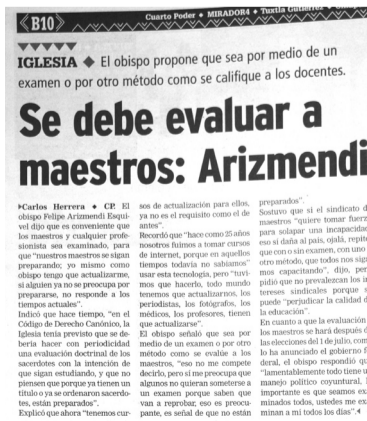 B10
Cuarto Poder ◆ MIRADOR4 ◆ Tuxtla Gutiérrez
IGLESIA ◆ El obispo propone que sea por medio de un
examen o por otro método como se califique a los docentes.
Se debe evaluar a
maestros: Arizmendi
▶Carlos Herrera ◆ CP. El
obispo Felipe Arizmendi Esqui-
vel dijo que es conveniente que
los maestros y cualquier profe-
sionista sea examinado, para
que "nuestros maestros se sigan
preparando; yo mismo como
obispo tengo que actualizarme,
si alguien ya no se preocupa por
prepararse, no responde a los
tiempos actuales".
Indicó que hace tiempo, "en el
Código de Derecho Canónico, la
Iglesia tenía previsto que se de-
bería hacer con periodicidad
una evaluación doctrinal de los
sacerdotes con la intención de
que sigan estudiando, y que no
piensen que porque ya tienen un
título o ya se ordenaron sacerdo-
tes, están preparados".
Explicó que ahora "tenemos cur-
sos de actualización para ellos,
ya no es el requisito como el de
antes".
Recordó que "hace como 25 años
nosotros fuimos a tomar cursos
de internet, porque en aquellos
tiempos todavía no sabíamos"
usar esta tecnología, pero "tuvi-
mos que hacerlo, todo mundo
tenemos que actualizarnos, los
periodistas, los fotógrafos, los
médicos, los profesores, tienen
que actualizarse".
El obispo señaló que sea por
medio de un examen o por otro
método como se evalúe a los
maestros, "eso no me compete
decirlo, pero sí me preocupa que
algunos no quieran someterse a
un examen porque saben que
van a reprobar, eso es preocu-
pante, es señal de que no están
preparados".
Sostuvo que si el sindicato d
maestros "quiere tomar fuerz
para solapar una incapacida
eso sí daña al país, ojalá, repite
que con o sin examen, con uno
otro método, que todos nos siga
mos capacitando", dijo, per
pidió que no prevalezcan los in
tereses sindicales porque s
puede "perjudicar la calidad d
la educación".
En cuanto a que la evaluación
los maestros se hará después d
las elecciones del 1 de julio, com
lo ha anunciado el gobierno fe
deral, el obispo respondió qu
"lamentablemente todo tiene u
manejo político coyuntural, l
importante es que seamos ex
minados todos, ustedes me ex
minan a mí todos los días".◀